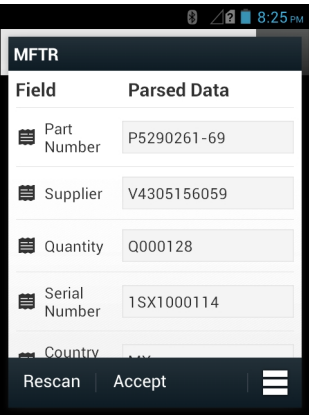 8:25 PM
MFTR
Field Parsed Data
Part
Number P5290261-69
Supplier V4305156059
Quantity Q000128
Serial
Number 1SX1000114
Country
Rescan Accept